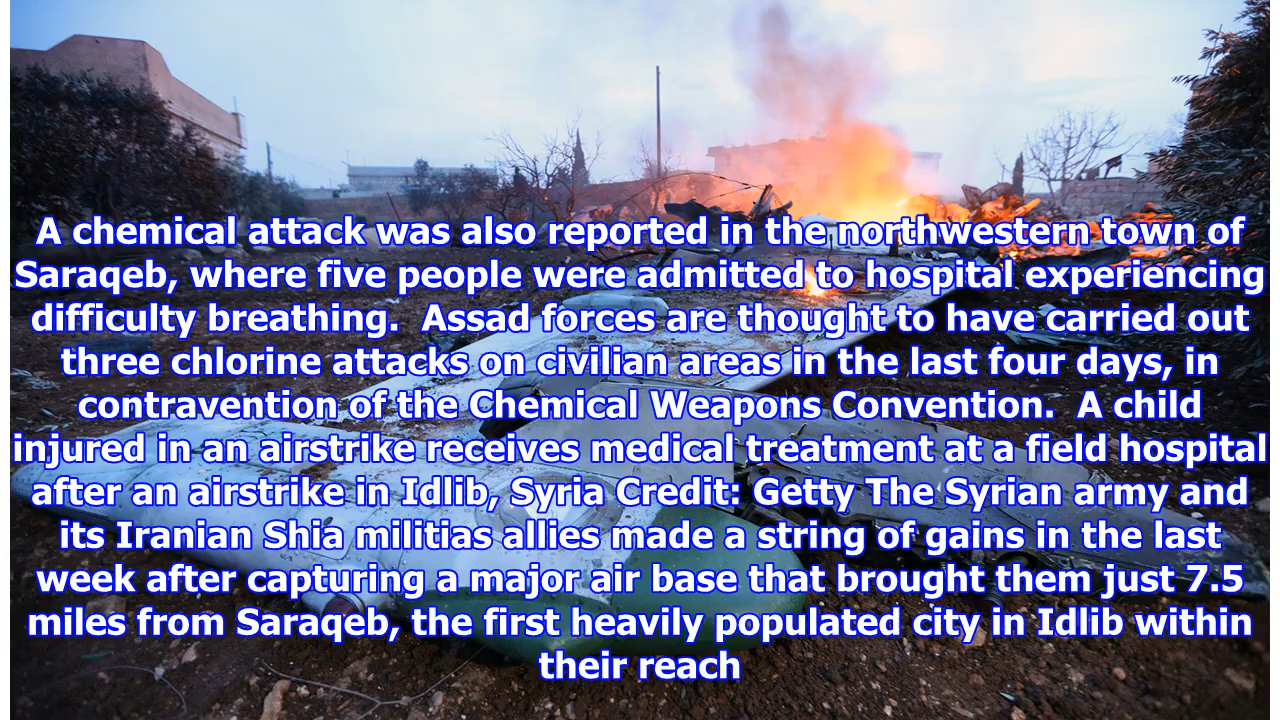 A chemical attack was also reported in the northwestern town of
Saraqeb, where five people were admitted to hospital experiencing
difficulty breathing.  Assad forces are thought to have carried out
three chlorine attacks on civilian areas in the last four days, in
contravention of the Chemical Weapons Convention.  A child
injured in an airstrike receives medical treatment at a field hospital
after an airstrike in Idlib, Syria Credit: Getty The Syrian army and
its Iranian Shia militias allies made a string of gains in the last
week after capturing a major air base that brought them just 7.5
miles from Saraqeb, the first heavily populated city in Idlib within
their reach